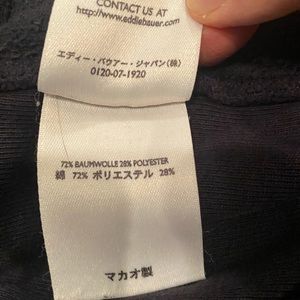 CONTACT US AT
http://www.eddiebauer.com
エディー・バウアー・ジャパン(株)
0120-07-1920
72% BAUMWOLLE 28% POLYESTER
綿 72% ポリエステル 28%
マカオ製